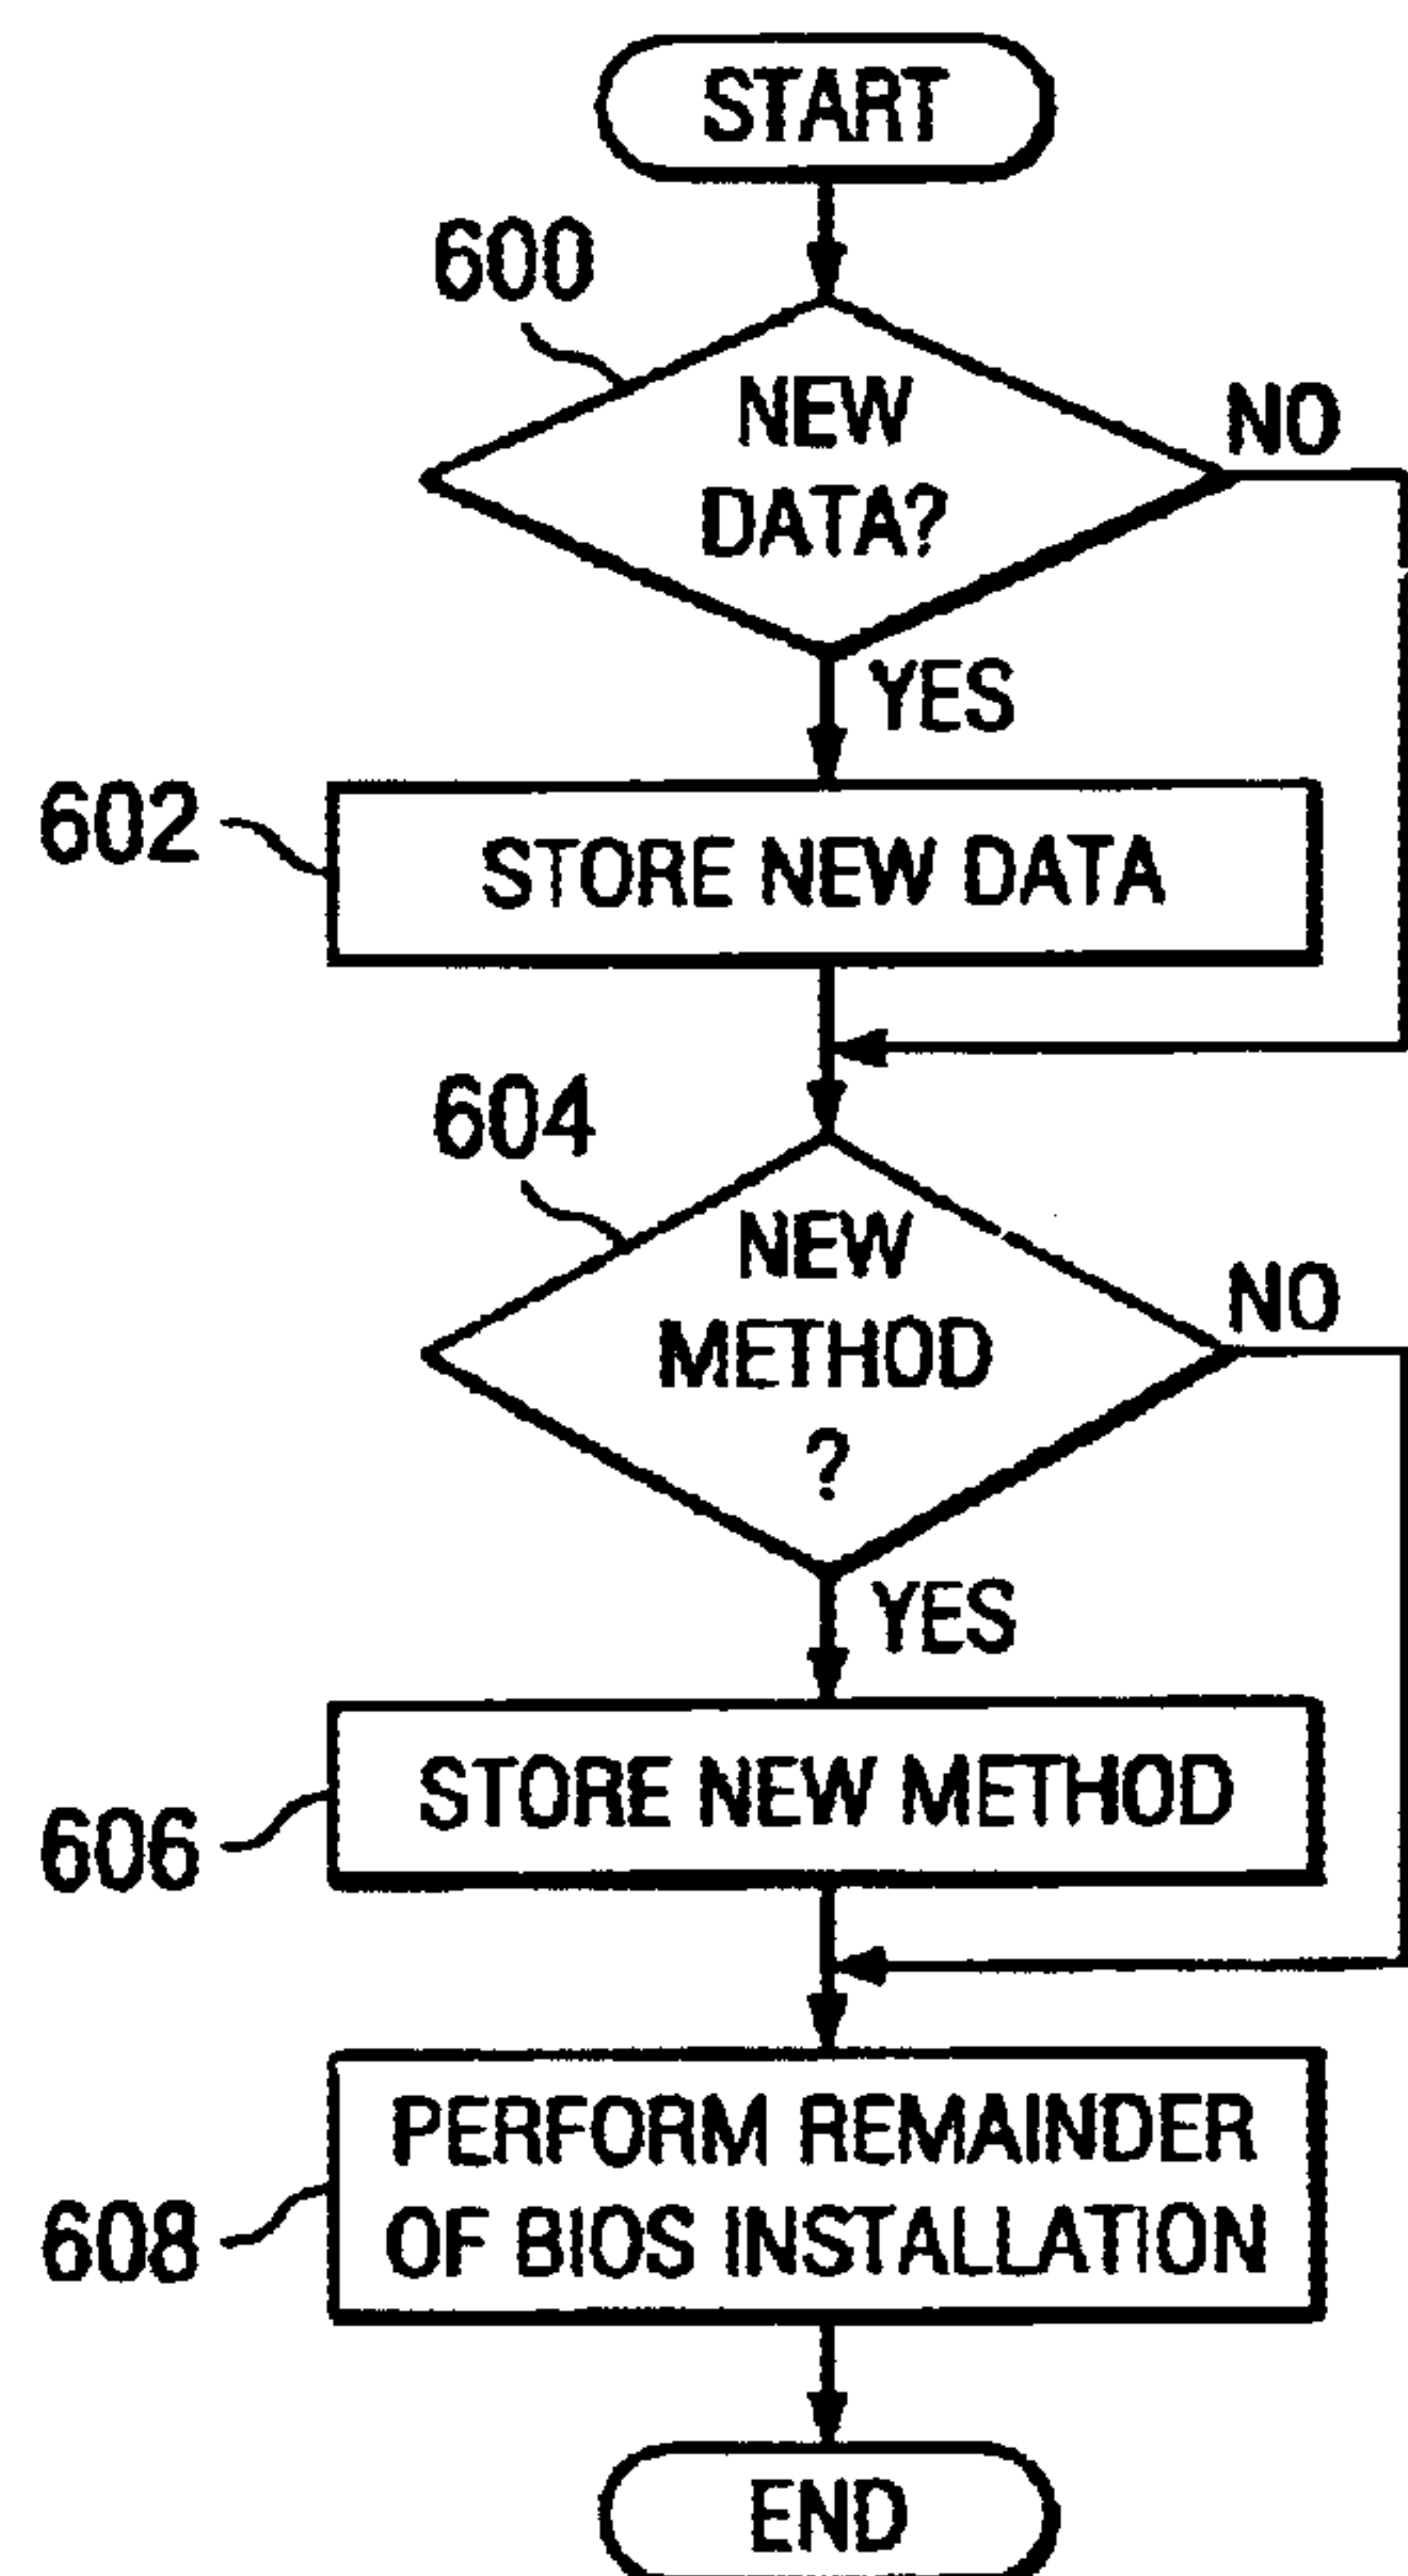 START
600
NEW
DATA?
NO
YES
602
STORE NEW DATA
604
NEW
METHOD
?
NO
YES
606
STORE NEW METHOD
608
PERFORM REMAINDER
OF BIOS INSTALLATION
END